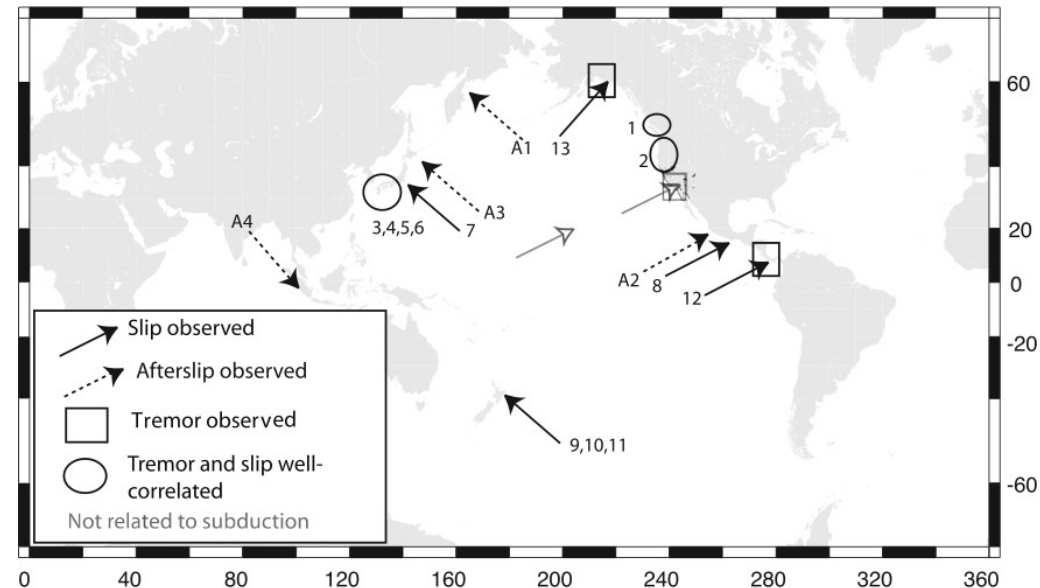 60
1
A1
13
2
A4
A3
3,4,5,6
7
20
A2
8
12
0
Slip observed
Afterslip observed
-20
Tremor observed
9,10,11
Tremor and slip well-
correlated
-60
Not related to subduction
0 40 80 120 160 200 240 280 320 360